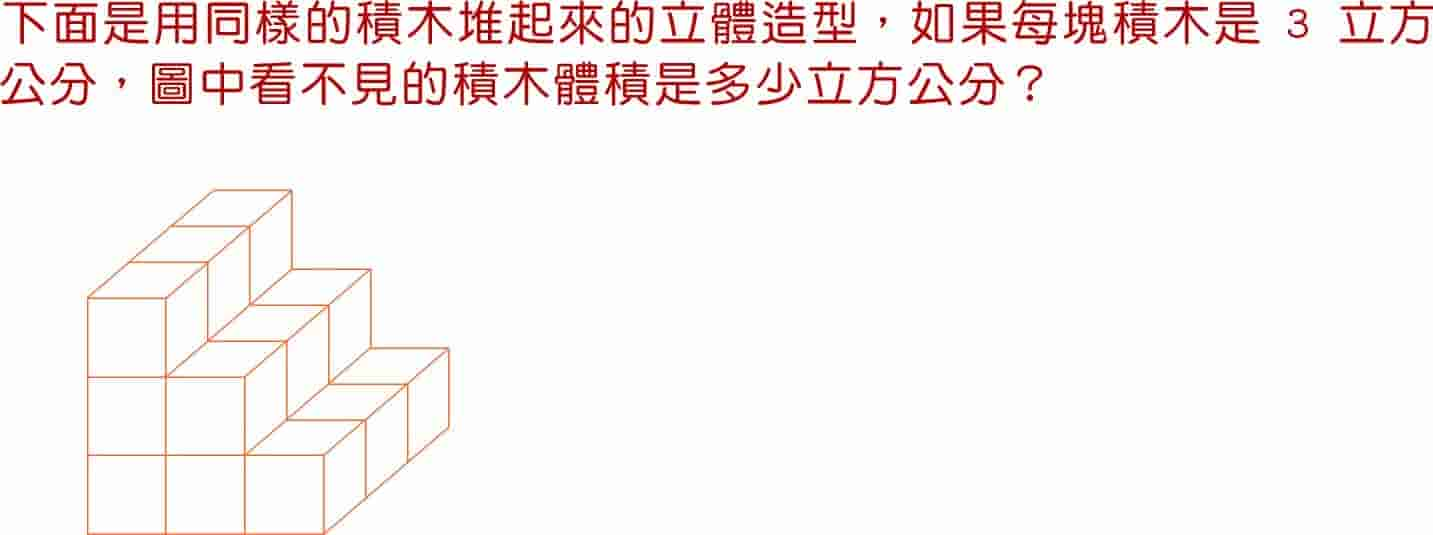 下面是用同樣的積木堆起來的立體造型，如果每塊積木是 3 立方
公分，圖中看不見的積木體積是多少立方公分？